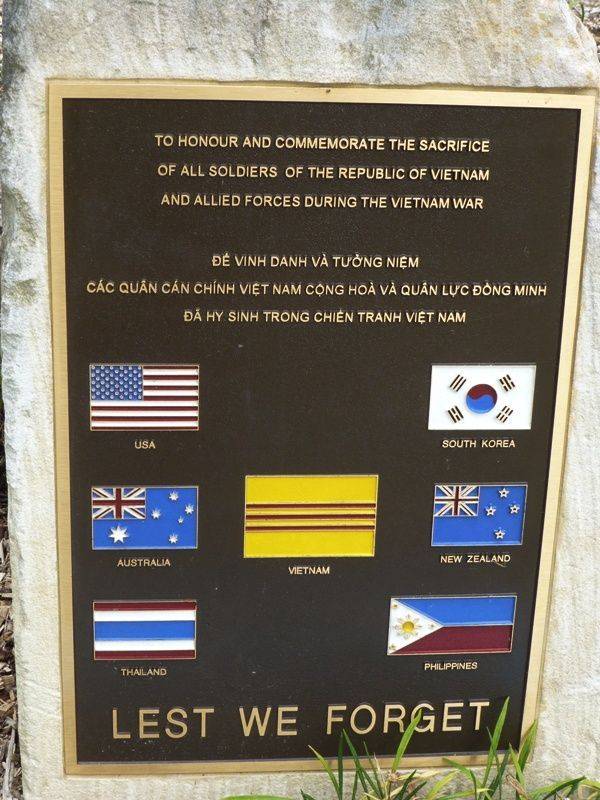 TO HONOUR AND COMMEMORATE THE SACRIFICE
OF ALL SOLDIERS OF THE REPUBLIC OF VIETNAM
AND ALLIED FORCES DURING THE VIETNAM WAR
ĐỂ VINH DANH VÀ TƯỞNG NIỆM
CÁC QUÂN CÁN CHÍNH VIỆT NAM CỘNG HOÀ VÀ QUÂN LỰC ĐỒNG MINH
ĐÃ HY SINH TRONG CHIẾN TRANH VIỆT NAM
USA
SOUTH KOREA
AUSTRALIA
VIETNAM
NEW ZEALAND
THAILAND
PHILIPPINES
LEST WE FORGET